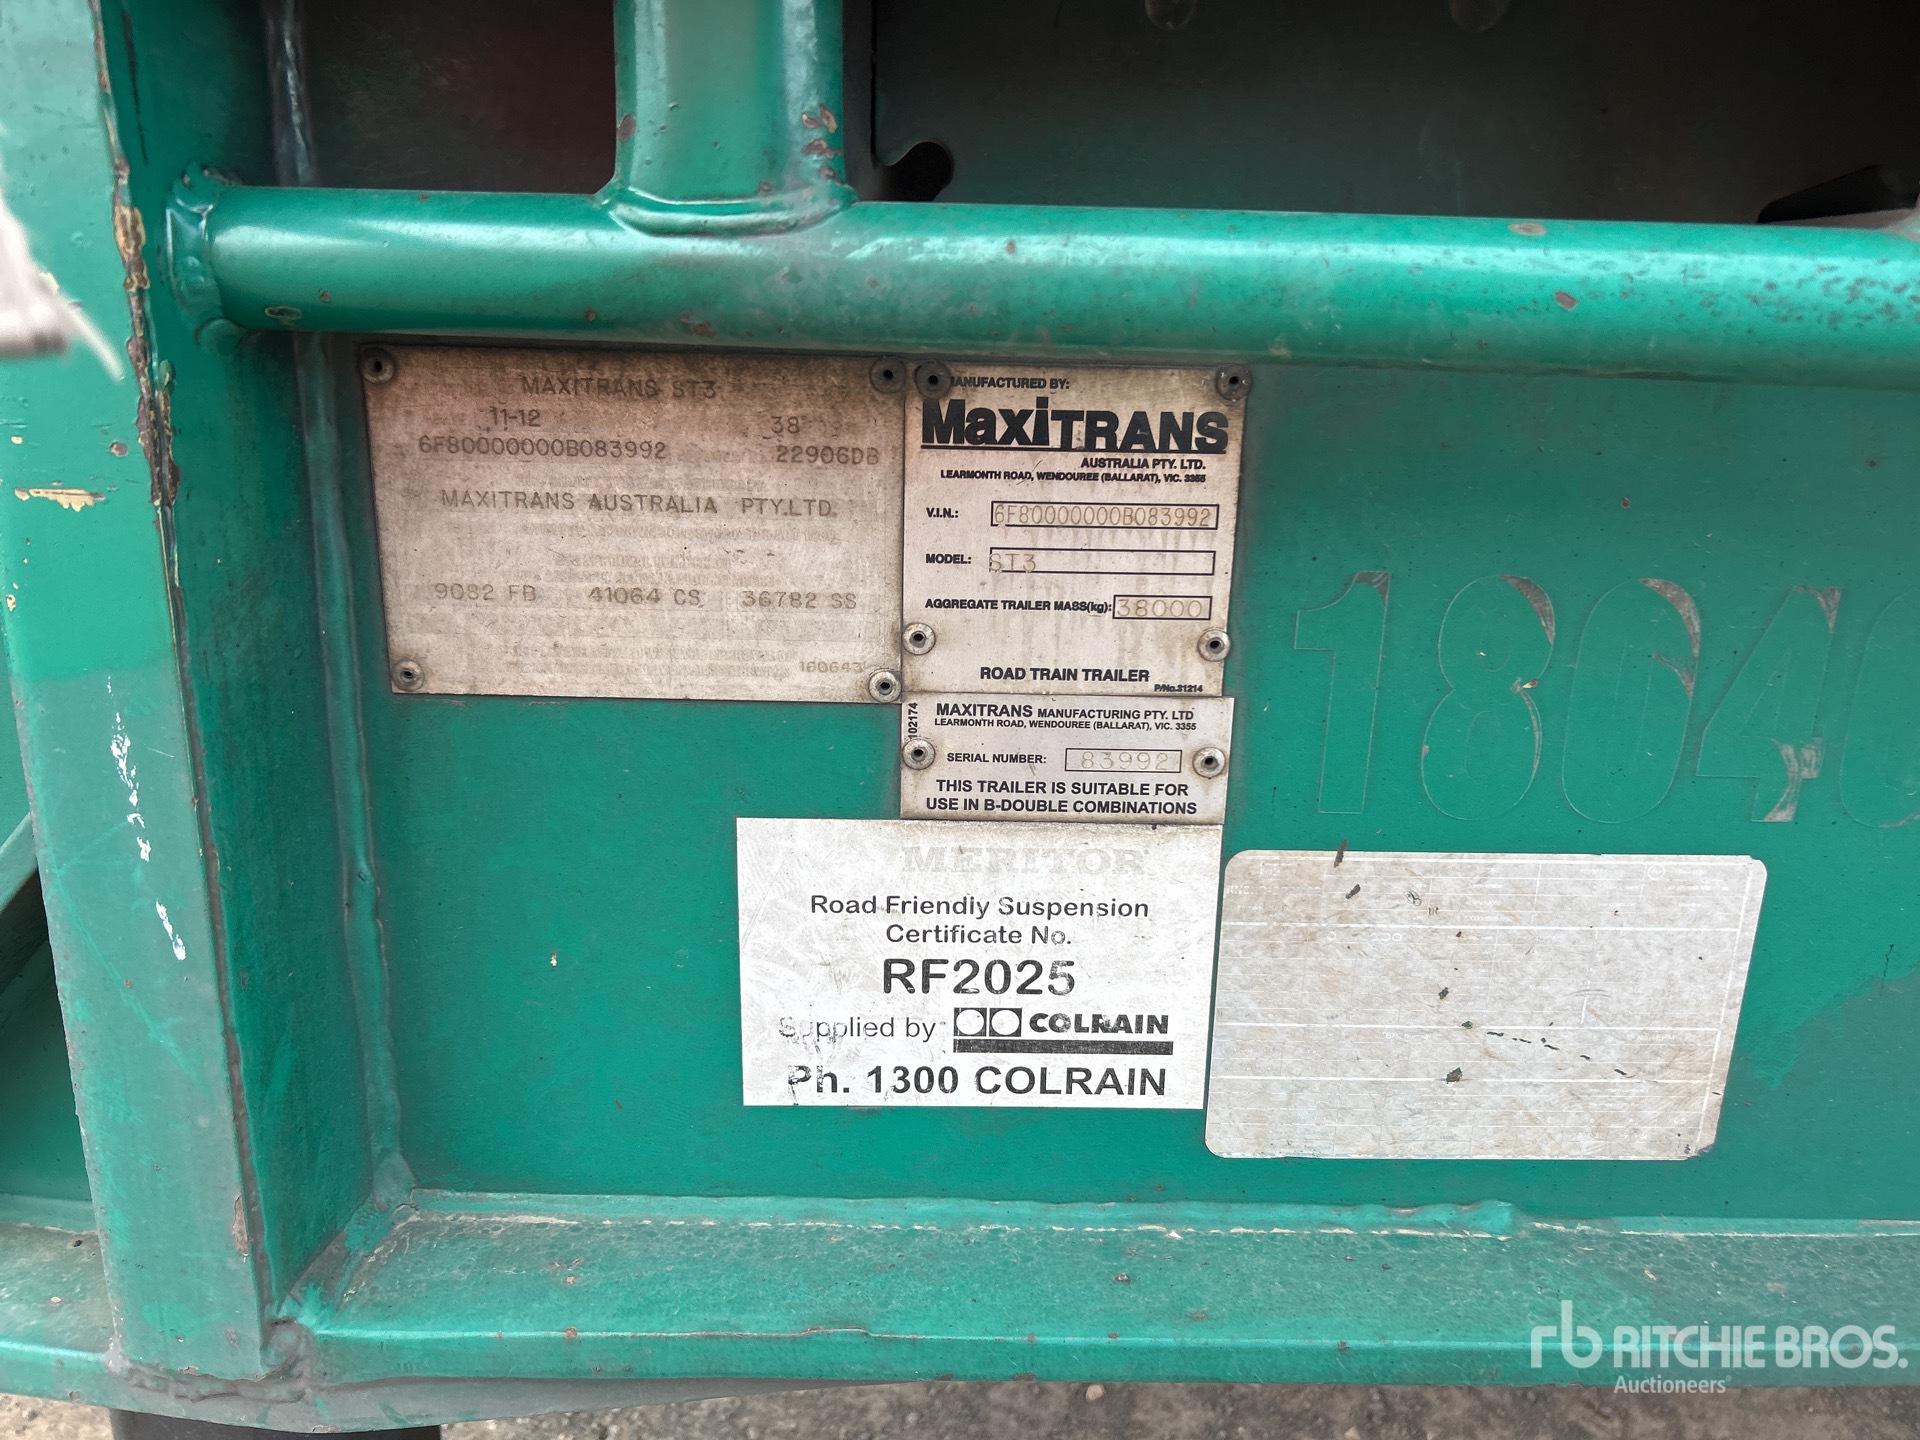 MAXITRANS ST3
11-12 38
6F80000000B083992 22906DB
MAXITRANS AUSTRALIA PTY.LTD.
9082 FB 41064 CS 36782 SS
160643
MANUFACTURED BY:
MaxiTRANS
AUSTRALIA PTY. LTD.
LEARMONTH ROAD, WENDOUREE (BALLARAT), VIC. 3355
V.I.N.: 6F80000000B083992
MODEL: ST3
AGGREGATE TRAILER MASS(kg): 38000
ROAD TRAIN TRAILER
P/No.31214
102174
MAXITRANS MANUFACTURING PTY. LTD
LEARMONTH ROAD, WENDOUREE (BALLARAT), VIC. 3355
SERIAL NUMBER: 83992
THIS TRAILER IS SUITABLE FOR
USE IN B-DOUBLE COMBINATIONS
MERITOR
Road Friendly Suspension
Certificate No.
RF2025
Supplied by COLRAIN
Ph. 1300 COLRAIN
18040
rb RITCHIE BROS.
Auctioneers